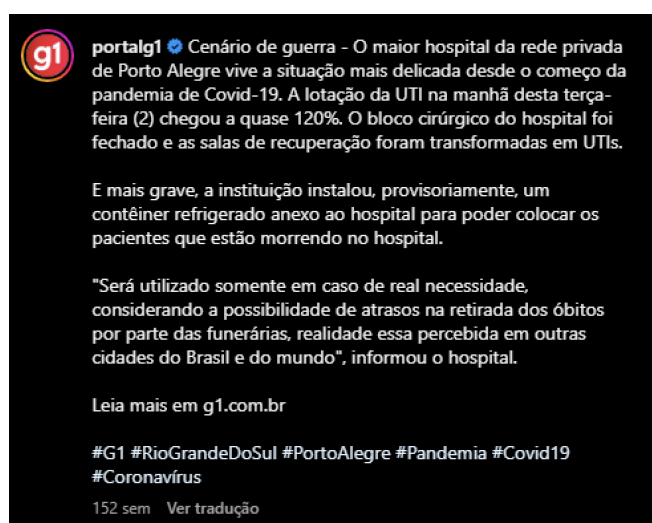 g1
portalg1 Cenário de guerra - O maior hospital da rede privada
de Porto Alegre vive a situação mais delicada desde o começo da
pandemia de Covid-19. A lotação da UTI na manhã desta terça-
feira (2) chegou a quase 120%. O bloco cirúrgico do hospital foi
fechado e as salas de recuperação foram transformadas em UTIs.
E mais grave, a instituição instalou, provisoriamente, um
contêiner refrigerado anexo ao hospital para poder colocar os
pacientes que estão morrendo no hospital.
"Será utilizado somente em caso de real necessidade,
considerando a possibilidade de atrasos na retirada dos óbitos
por parte das funerárias, realidade essa percebida em outras
cidades do Brasil e do mundo", informou o hospital.
Leia mais em g1.com.br
#G1 #RioGrandeDoSul #PortoAlegre #Pandemia #Covid19
#Coronavírus
152 sem Ver tradução